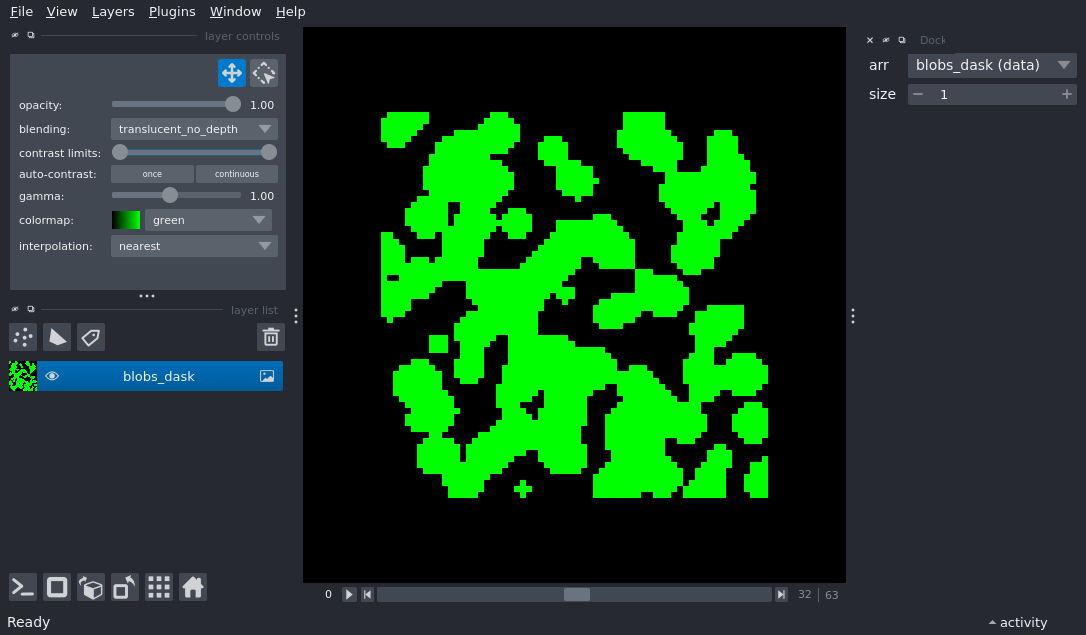 File View Layers Plugins Window Help
layer controls
opacity: 1.00
blending: translucent_no_depth
contrast limits:
auto-contrast: once continuous
gamma: 1.00
colormap: green
interpolation: nearest
layer list
blobs_dask
Dock
arr blobs_dask (data)
size 1
0 32 63
Ready
activity